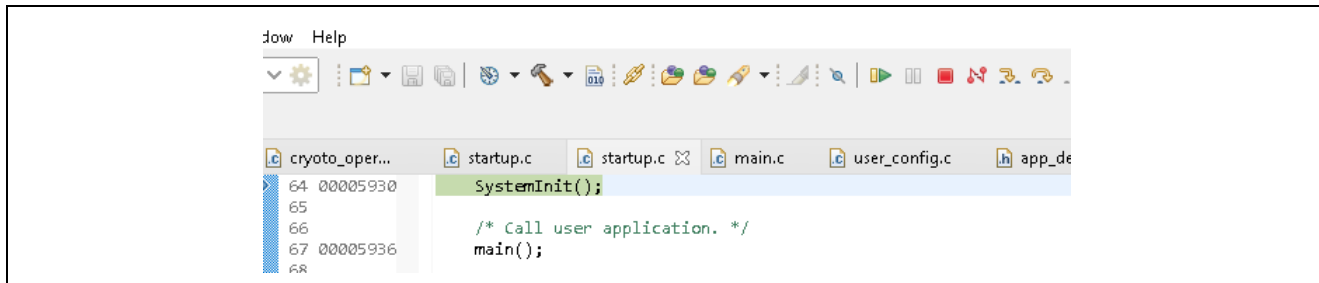 dow Help
010
.c cryoto_oper... .c startup.c .c startup.c .c main.c .c user_config.c .h app_de
64 00005930 SystemInit();
65
66 /* Call user application. */
67 00005936 main();
68